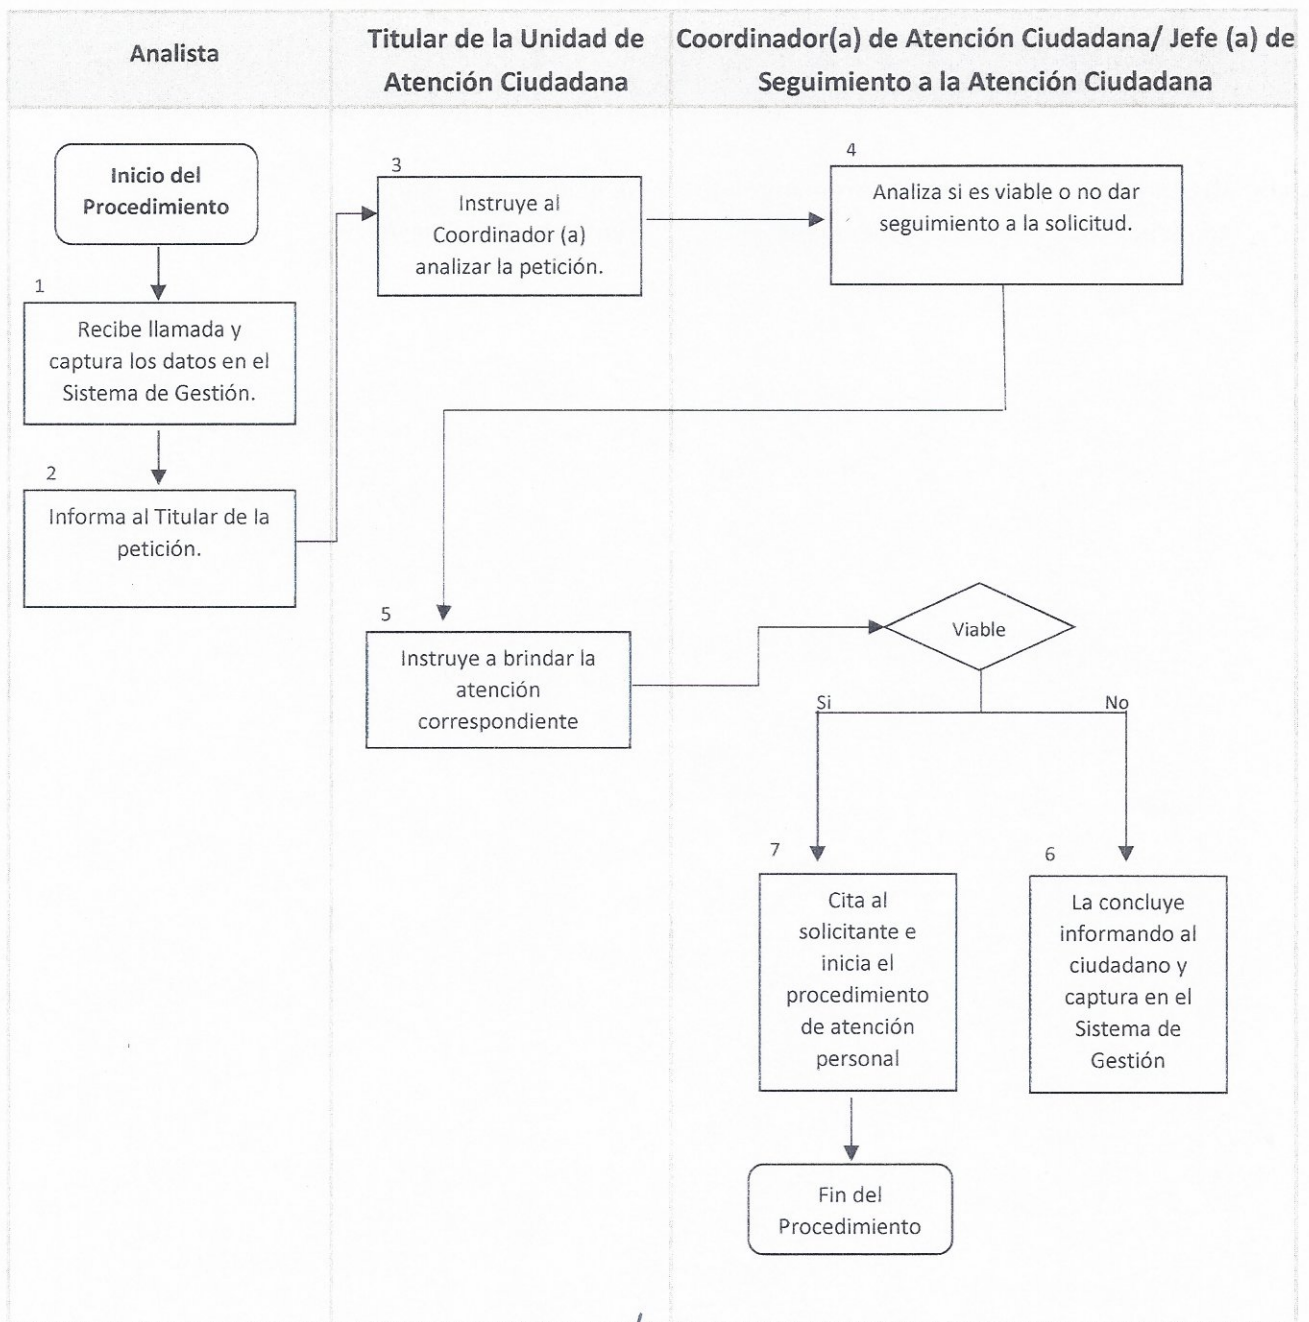 Analista
Titular de la Unidad de
Atención Ciudadana
Coordinador(a) de Atención Ciudadana/ Jefe (a) de
Seguimiento a la Atención Ciudadana
Inicio del
Procedimiento
1
Recibe llamada y
captura los datos en el
Sistema de Gestión.
2
Informa al Titular de la
petición.
3
Instruye al
Coordinador (a)
analizar la petición.
4
Analiza si es viable o no dar
seguimiento a la solicitud.
5
Instruye a brindar la
atención
correspondiente
Viable
Si
No
7
Cita al
solicitante e
inicia el
procedimiento
de atención
personal
6
La concluye
informando al
ciudadano y
captura en el
Sistema de
Gestión
Fin del
Procedimiento